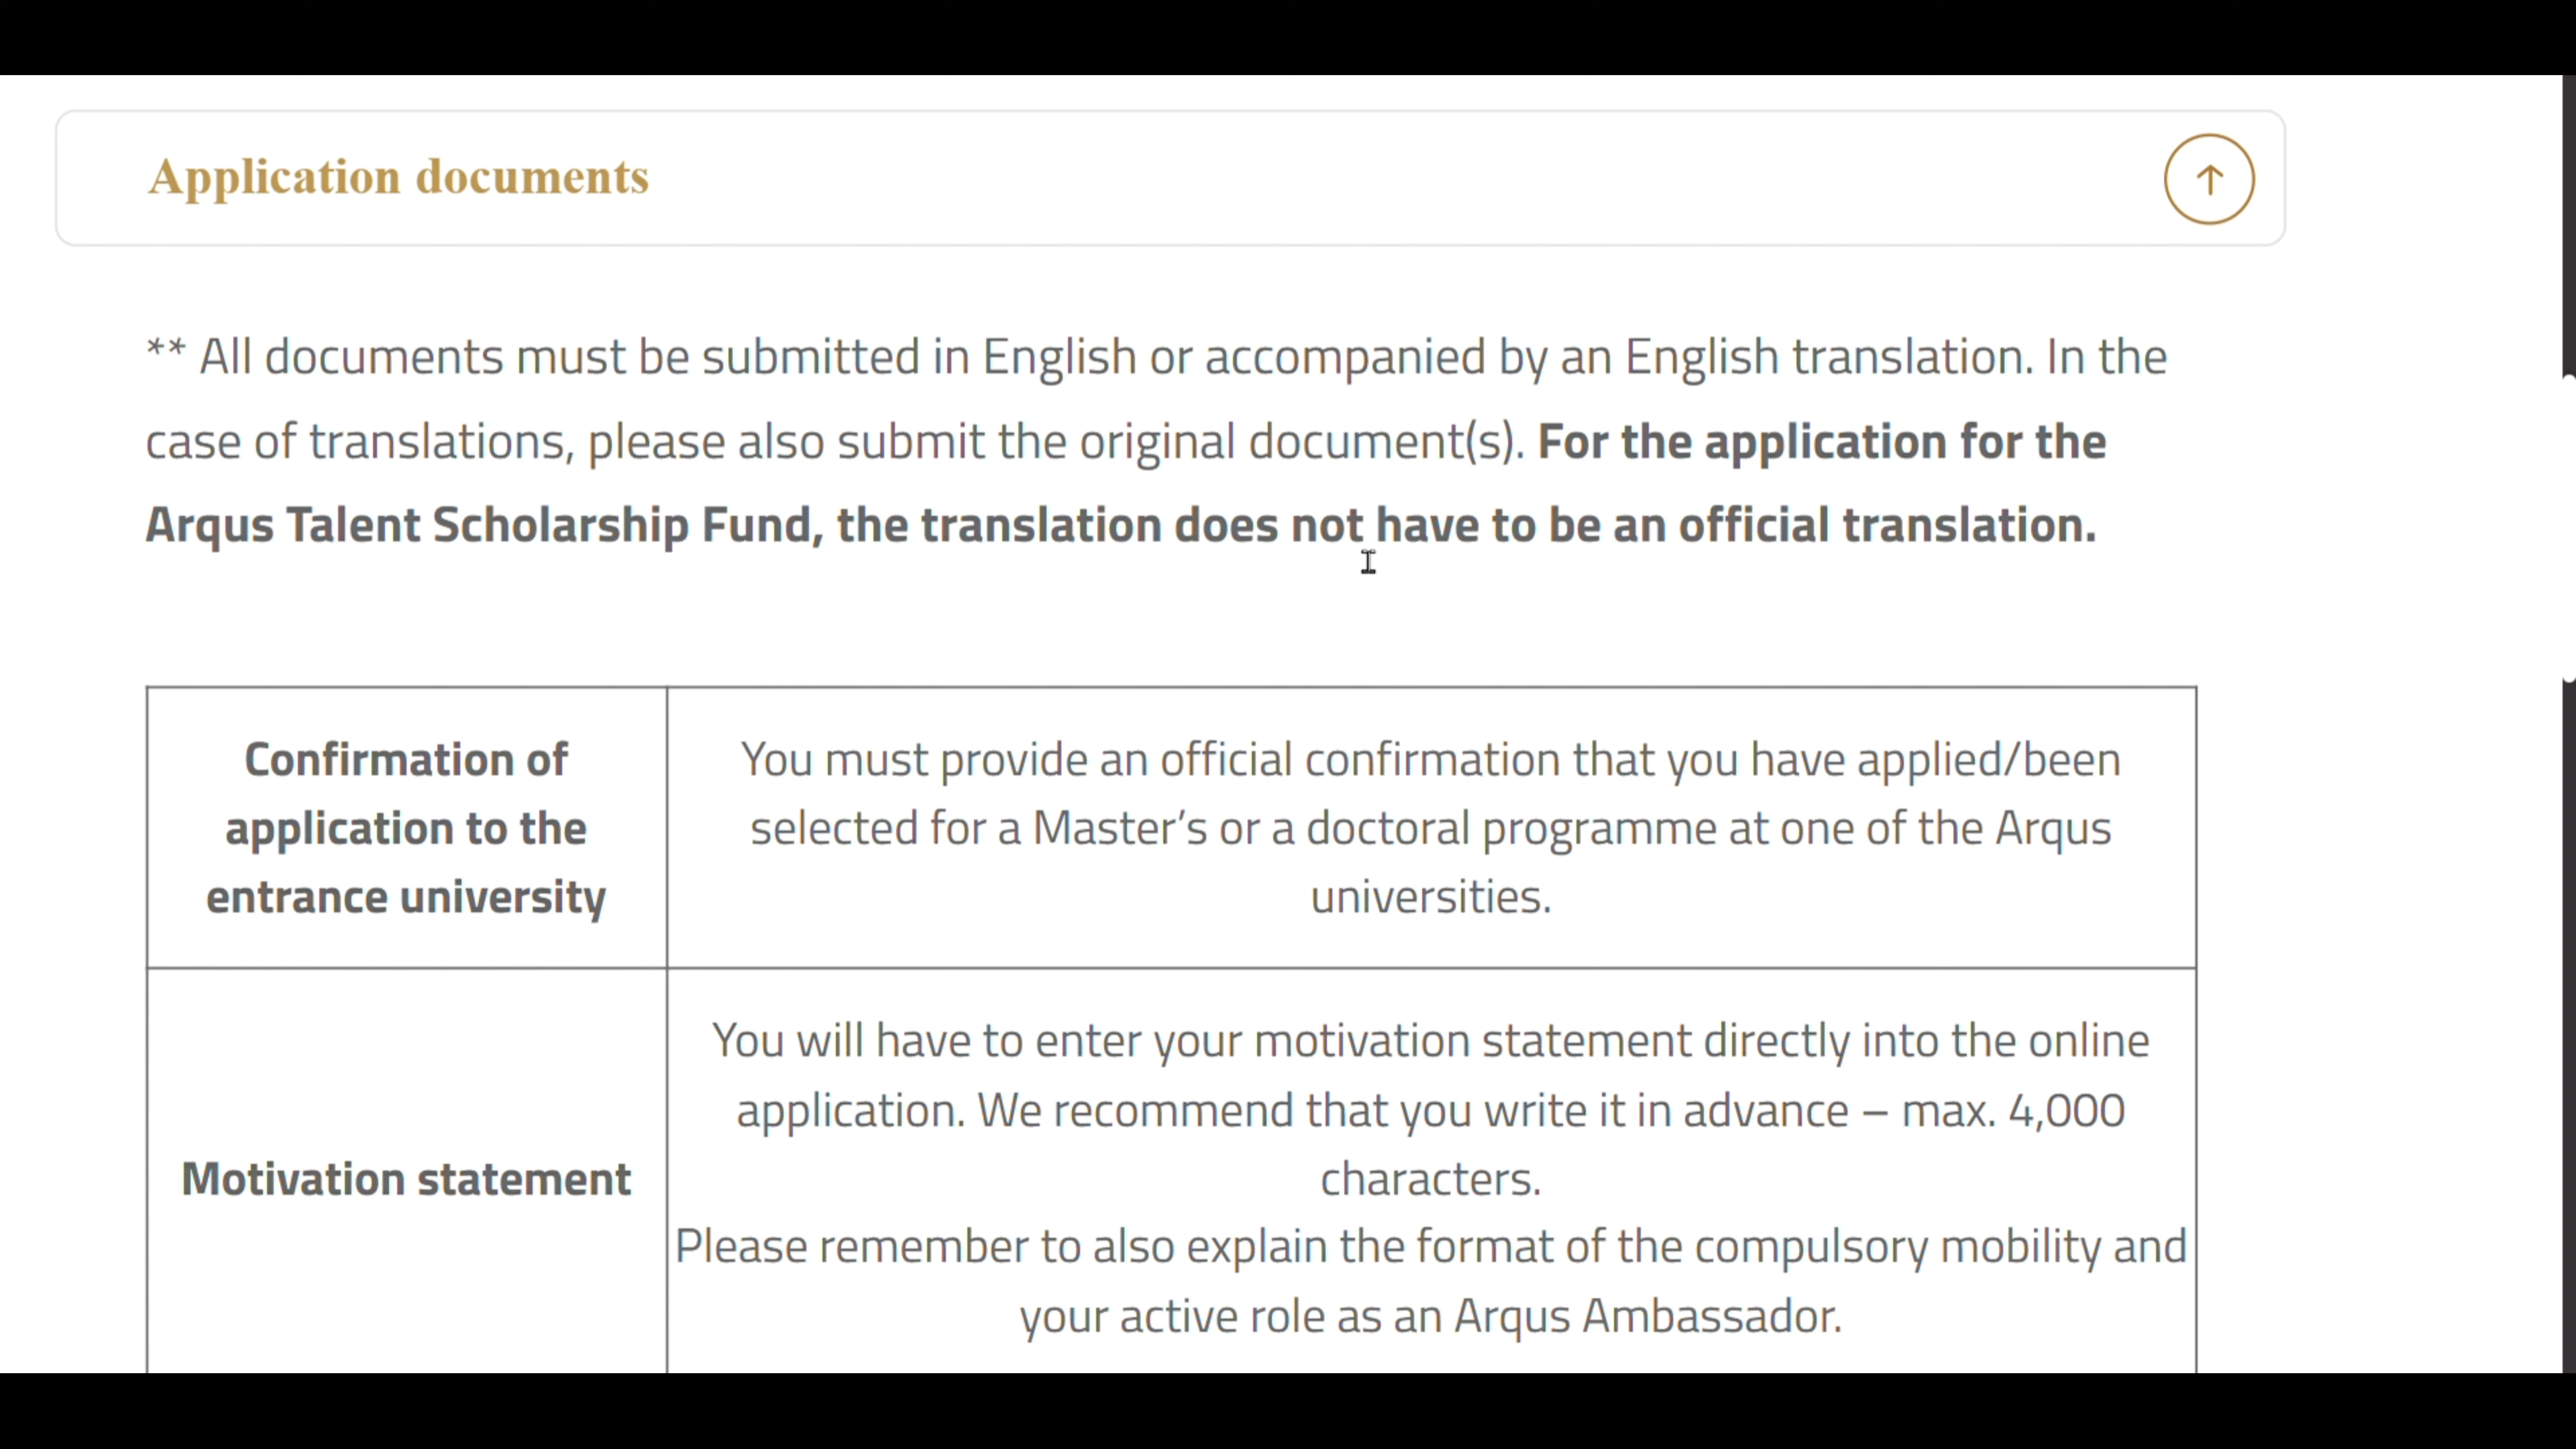 Application documents
** All documents must be submitted in English or accompanied by an English translation. In the
case of translations, please also submit the original document(s). For the application for the
Arqus Talent Scholarship Fund, the translation does not have to be an official translation.
Confirmation of
application to the
entrance university
You must provide an official confirmation that you have applied/been
selected for a Master’s or a doctoral programme at one of the Arqus
universities.
Motivation statement
You will have to enter your motivation statement directly into the online
application. We recommend that you write it in advance – max. 4,000
characters.
Please remember to also explain the format of the compulsory mobility and
your active role as an Arqus Ambassador.